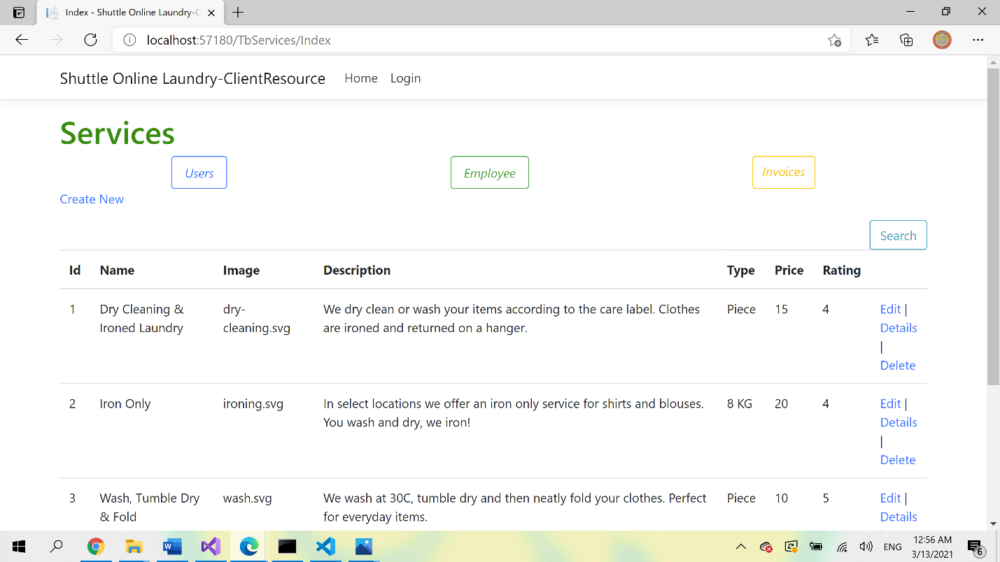 Index - Shuttle Online Laundry-C
localhost:57180/TbServices/Index
Shuttle Online Laundry-ClientResource Home Login
Services
Users Employee Invoices
Create New
Search
Id Name Image Description Type Price Rating
1 Dry Cleaning & dry- We dry clean or wash your items according to the care label. Clothes Piece 15 4 Edit |
Ironed Laundry cleaning.svg are ironed and returned on a hanger. Details
|
Delete
2 Iron Only ironing.svg In select locations we offer an iron only service for shirts and blouses. 8 KG 20 4 Edit |
You wash and dry, we iron! Details
|
Delete
3 Wash, Tumble Dry wash.svg We wash at 30C, tumble dry and then neatly fold your clothes. Perfect Piece 10 5 Edit |
& Fold for everyday items. Details
ENG 12:56 AM
3/13/2021 6